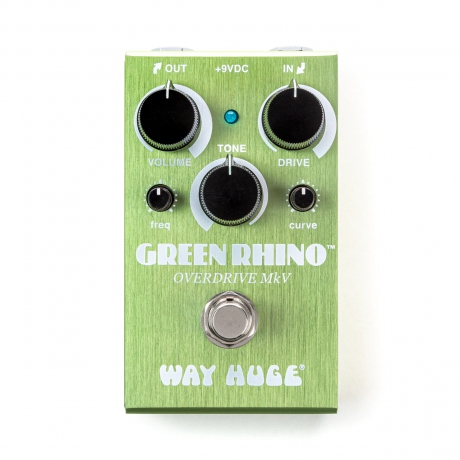 OUT +9VDC IN
VOLUME TONE DRIVE
freq curve
GREEN RHINO™
OVERDRIVE MkV
WAY HUGE®